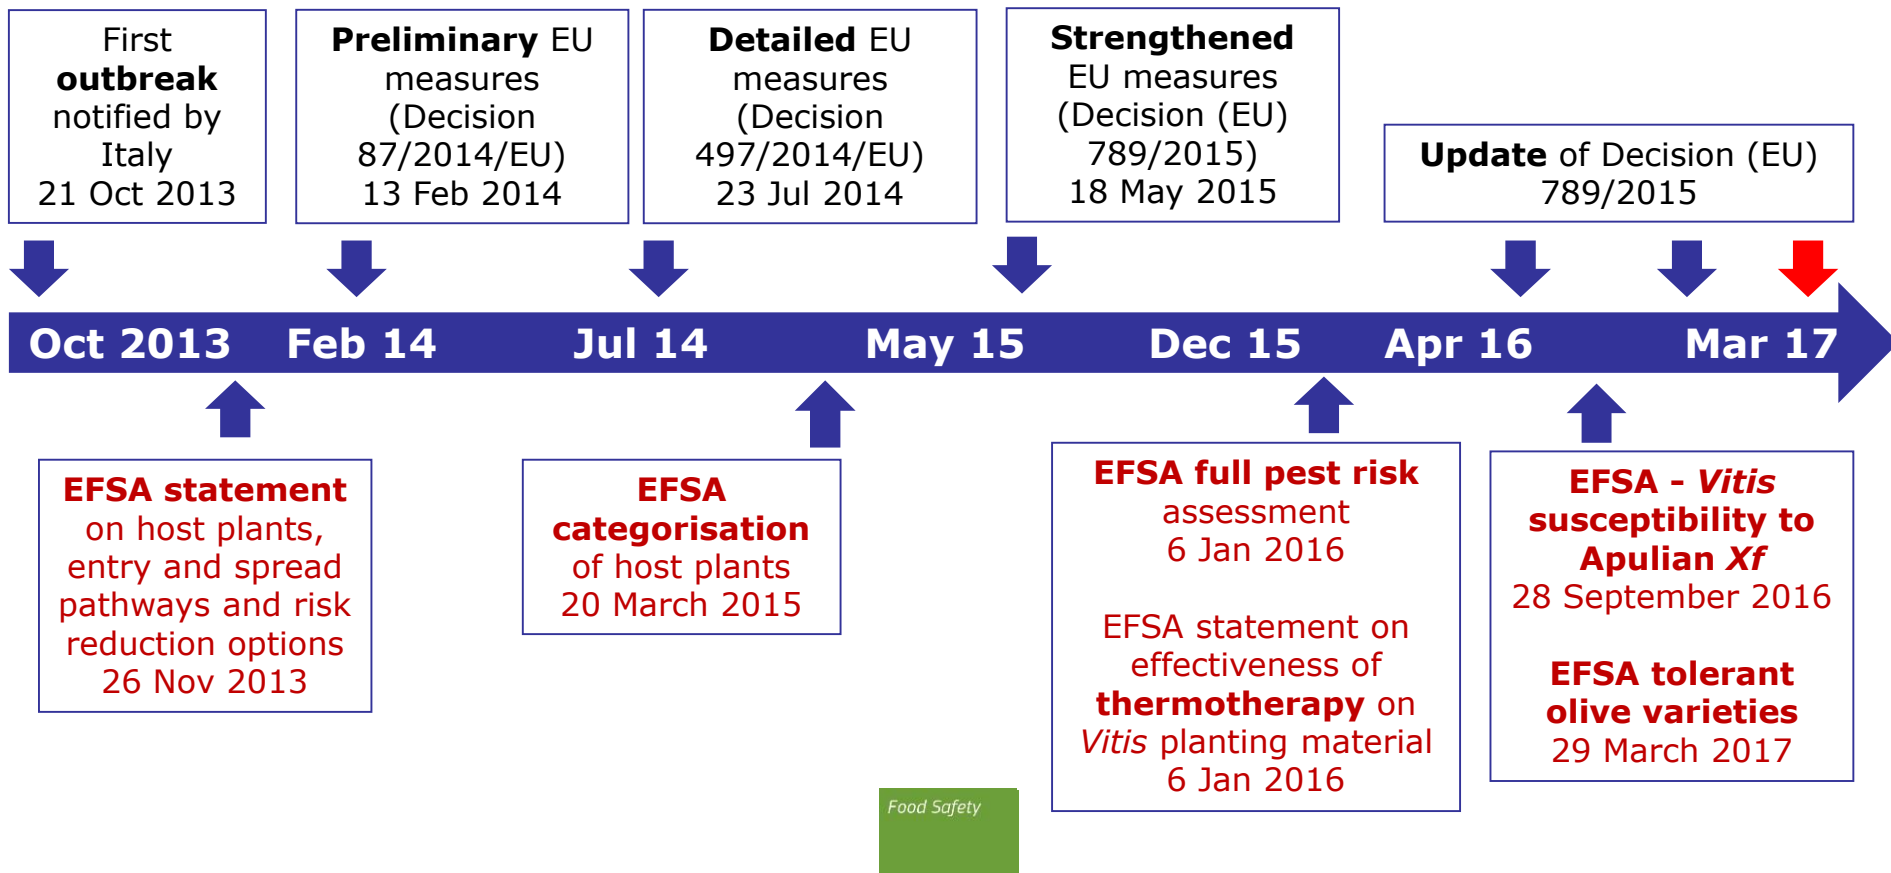 First
outbreak
notified by
Italy
21 Oct 2013
Preliminary EU
measures
(Decision
87/2014/EU)
13 Feb 2014
Detailed EU
measures
(Decision
497/2014/EU)
23 Jul 2014
Strengthened
EU measures
(Decision (EU)
789/2015)
18 May 2015
Update of Decision (EU)
789/2015
Oct 2013 Feb 14 Jul 14 May 15 Dec 15 Apr 16 Mar 17
EFSA statement
on host plants,
entry and spread
pathways and risk
reduction options
26 Nov 2013
EFSA
categorisation
of host plants
20 March 2015
EFSA full pest risk
assessment
6 Jan 2016
EFSA statement on
effectiveness of
thermotherapy on
Vitis planting material
6 Jan 2016
EFSA - Vitis
susceptibility to
Apulian Xf
28 September 2016
EFSA tolerant
olive varieties
29 March 2017
Food Safety